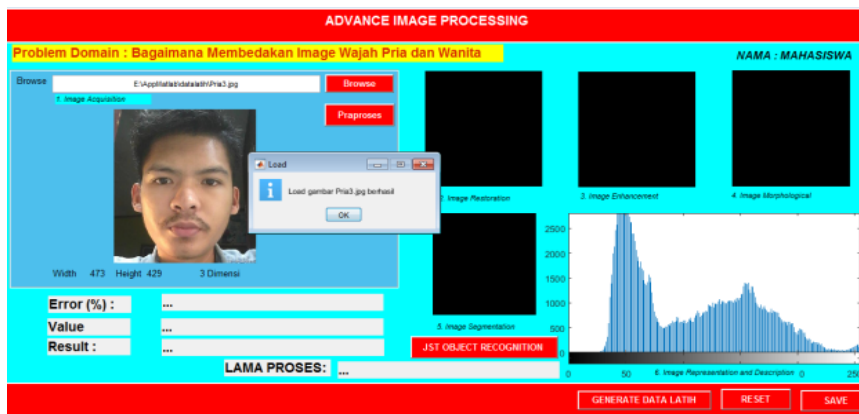 ADVANCE IMAGE PROCESSING
Problem Domain : Bagaimana Membedakan Image Wajah Pria dan Wanita
NAMA : MAHASISWA
Browse
E:\AppMatlab\datalatih\Pria3.jpg
Browse
1. Image Acquisition
Praproses
Load
Load gambar Pria3.jpg berhasil
OK
Width 473 Height 429 3 Dimensi
Image Restoration
3. Image Enhancement
4. Image Morphological
2500
2000
1500
1000
500
0
0 50
6. Image Representation and Description
0 250
5. Image Segmentation
JST OBJECT RECOGNITION
Error (%) : ...
Value ...
Result : ...
LAMA PROSES: ...
GENERATE DATA LATIH
RESET
SAVE